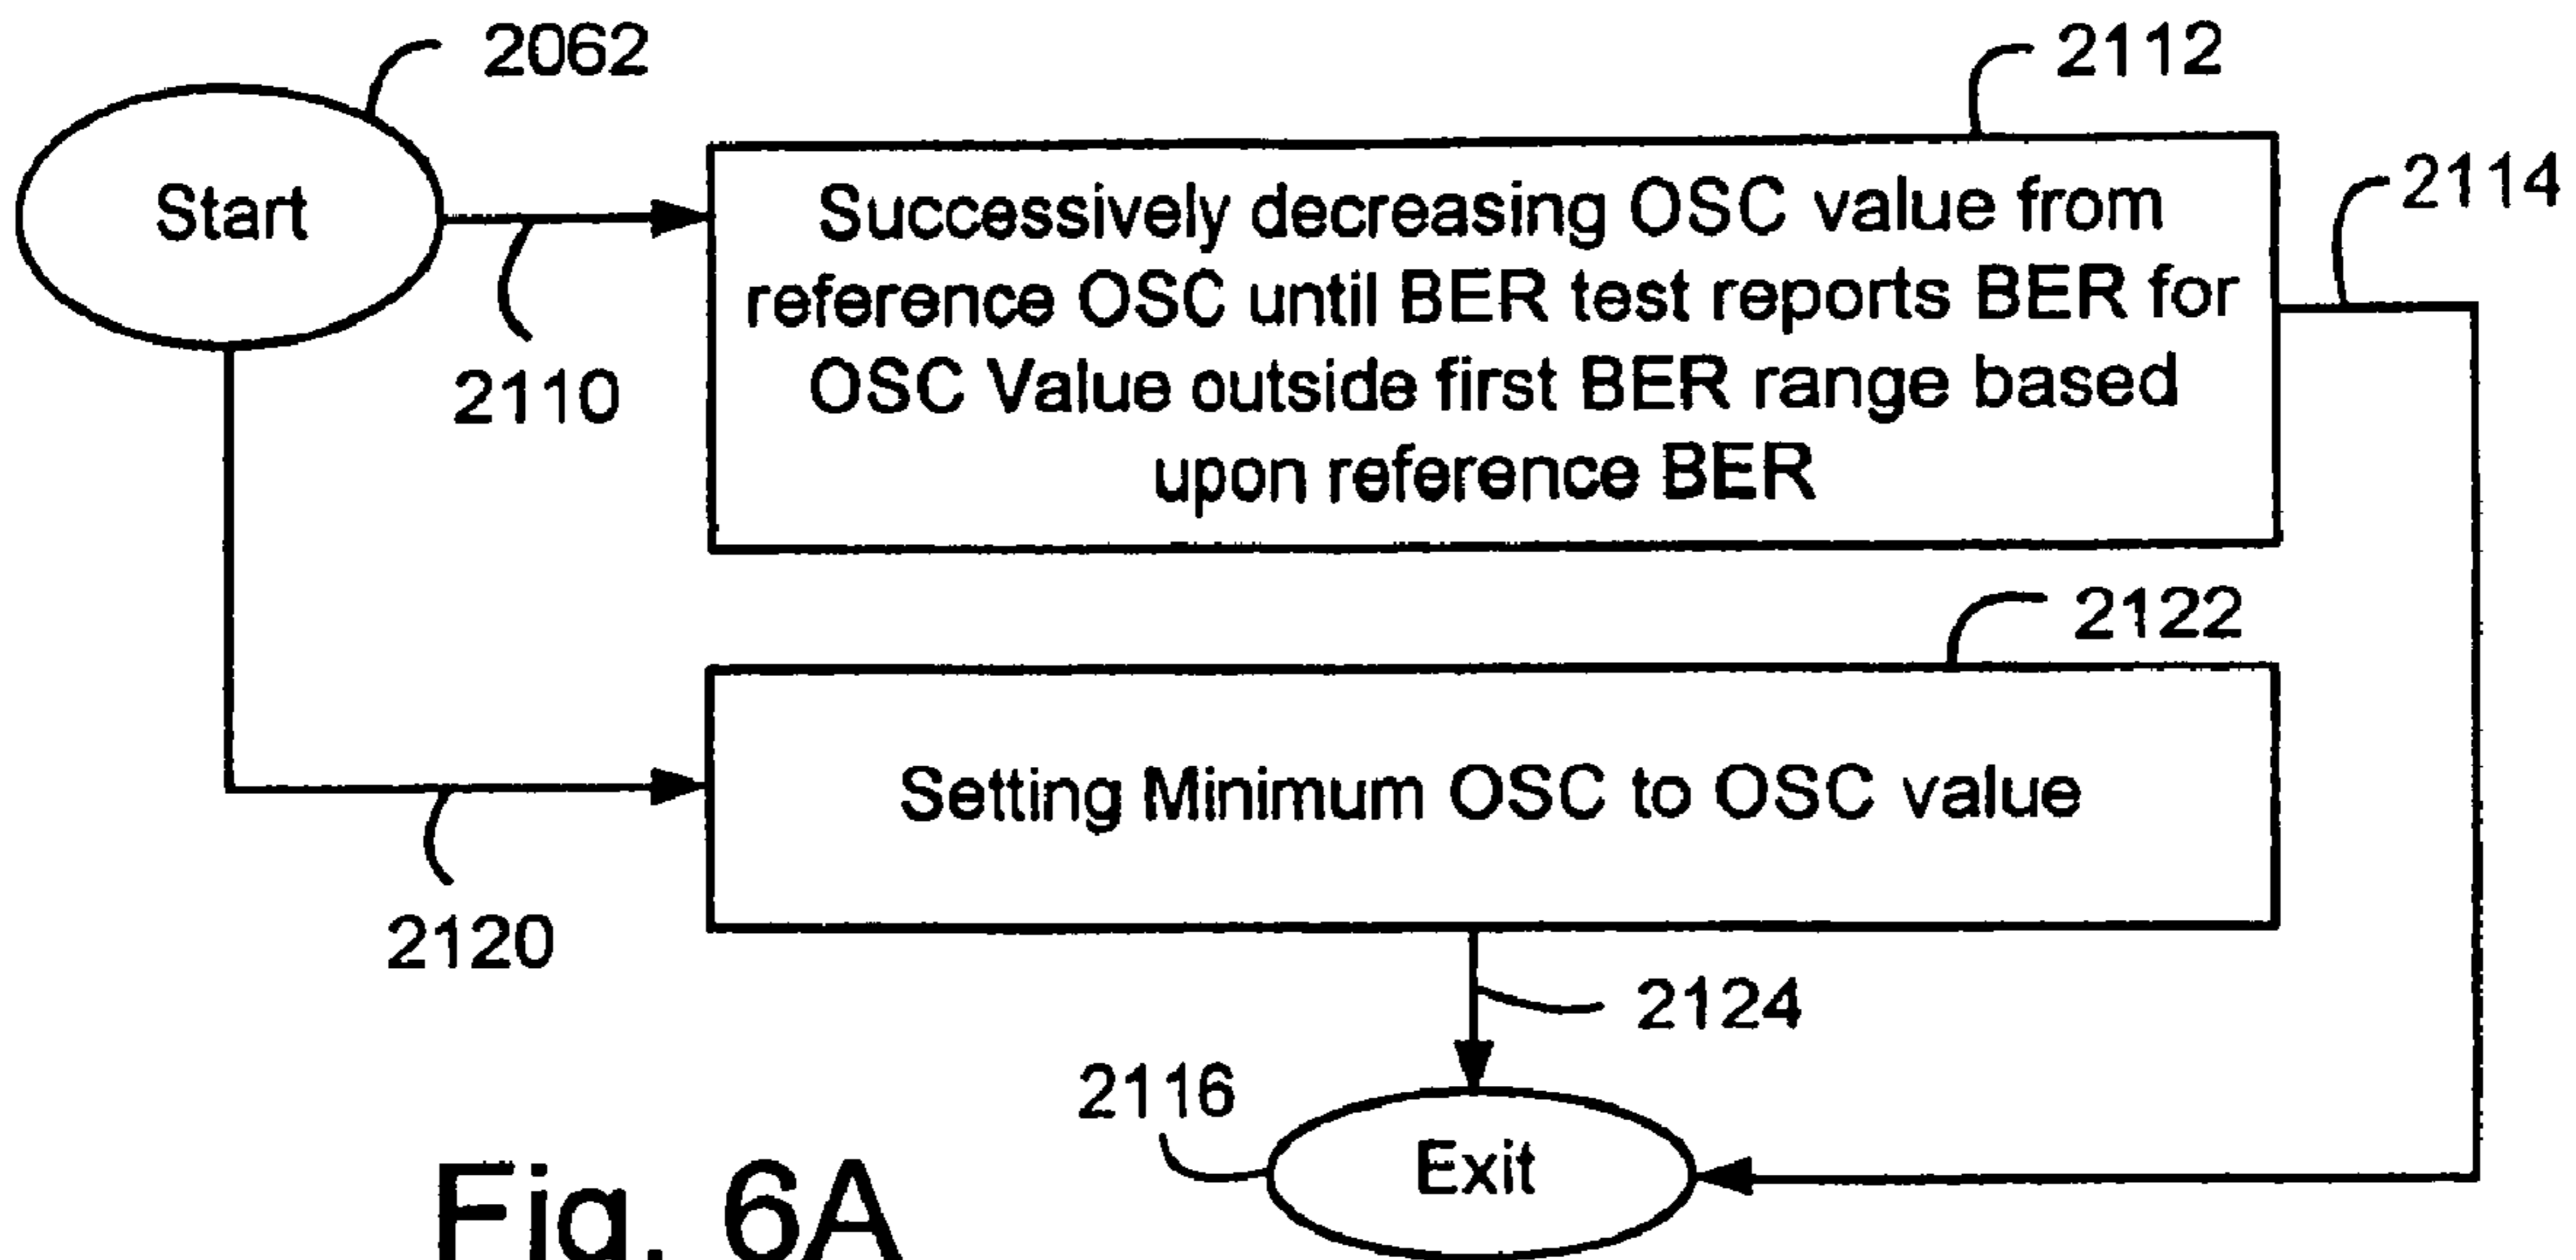 2062
2112
Start
2114
2110
Successively decreasing OSC value from
reference OSC until BER test reports BER for
OSC Value outside first BER range based
upon reference BER
2122
Setting Minimum OSC to OSC value
2120
2124
2116
Exit
Fig. 6A